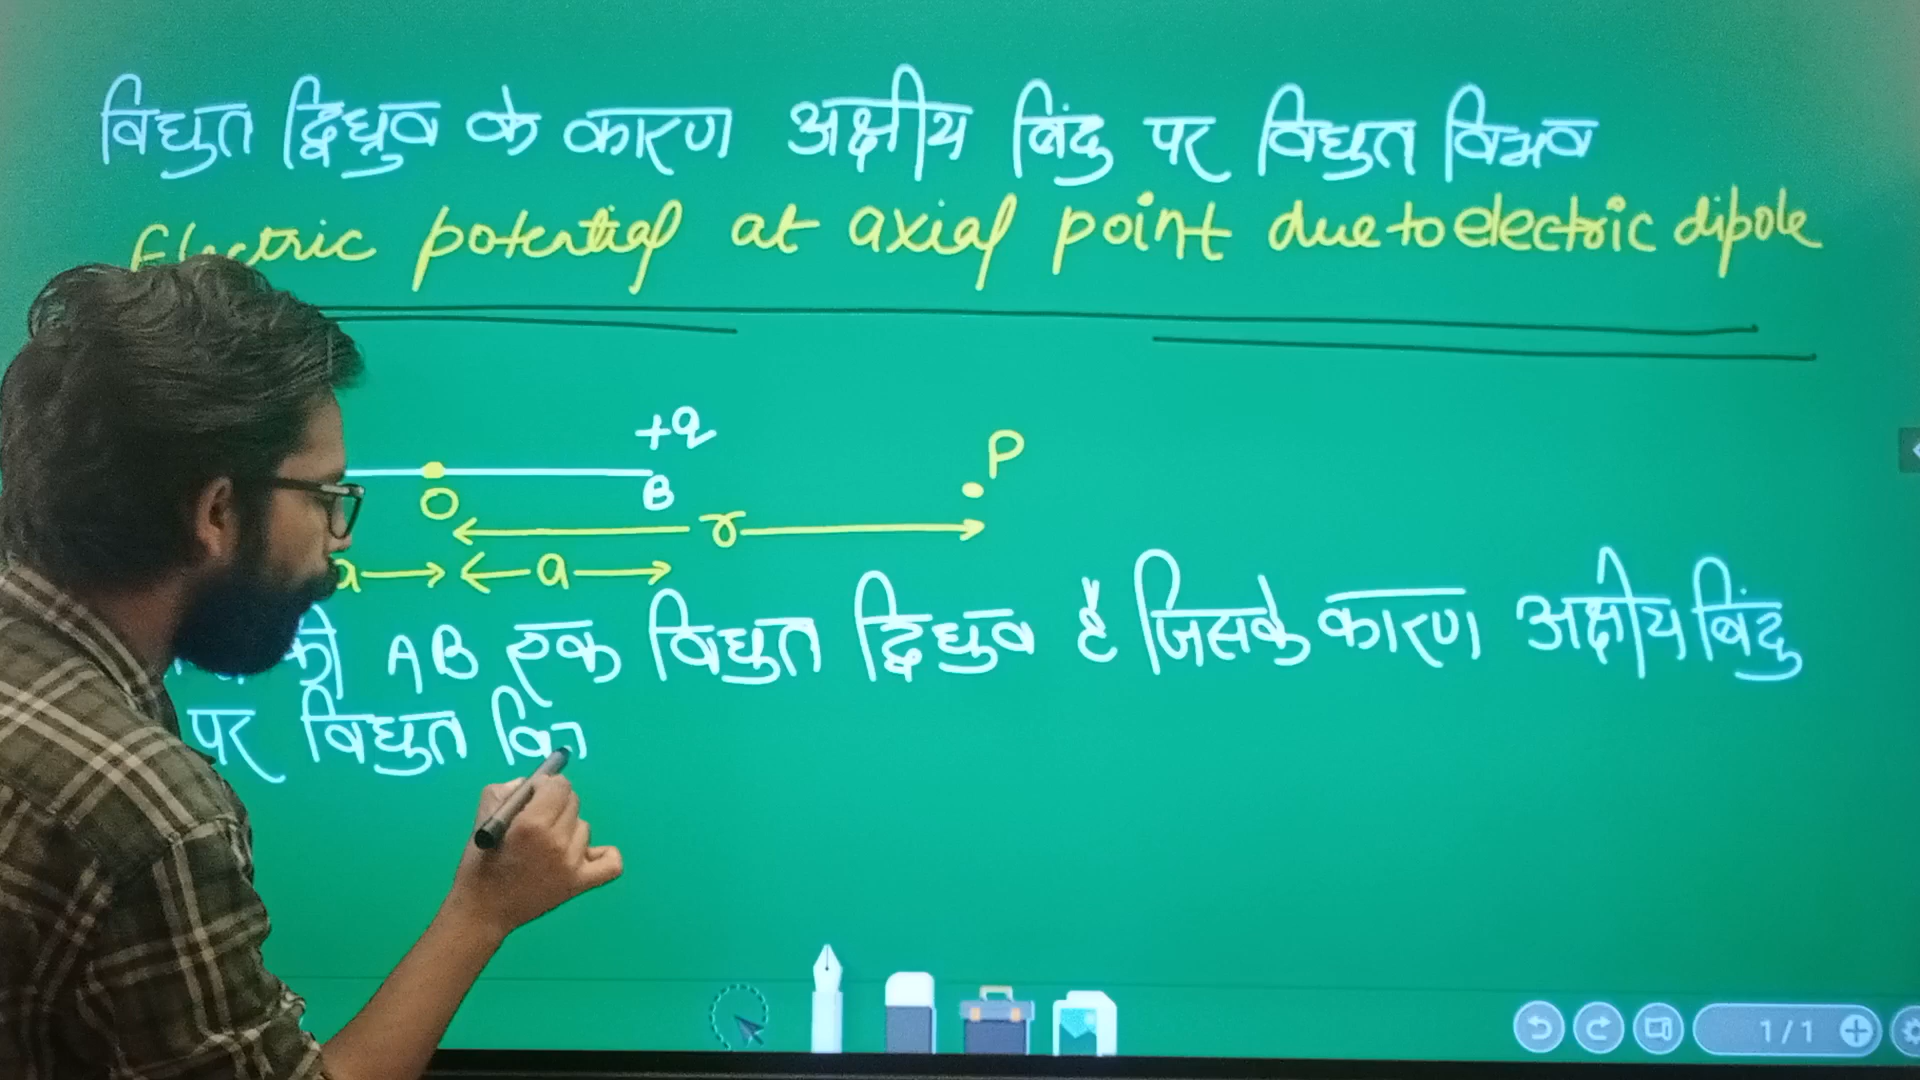 विद्युत द्विध्रुव के कारण अक्षीय बिंदु पर विद्युत विभव
Electric potential at axial point due to electric dipole
+q
P
O
B
r
a
a
की AB एक विद्युत द्विध्रुव है जिसके कारण अक्षीय बिंदु
पर विद्युत
1/1